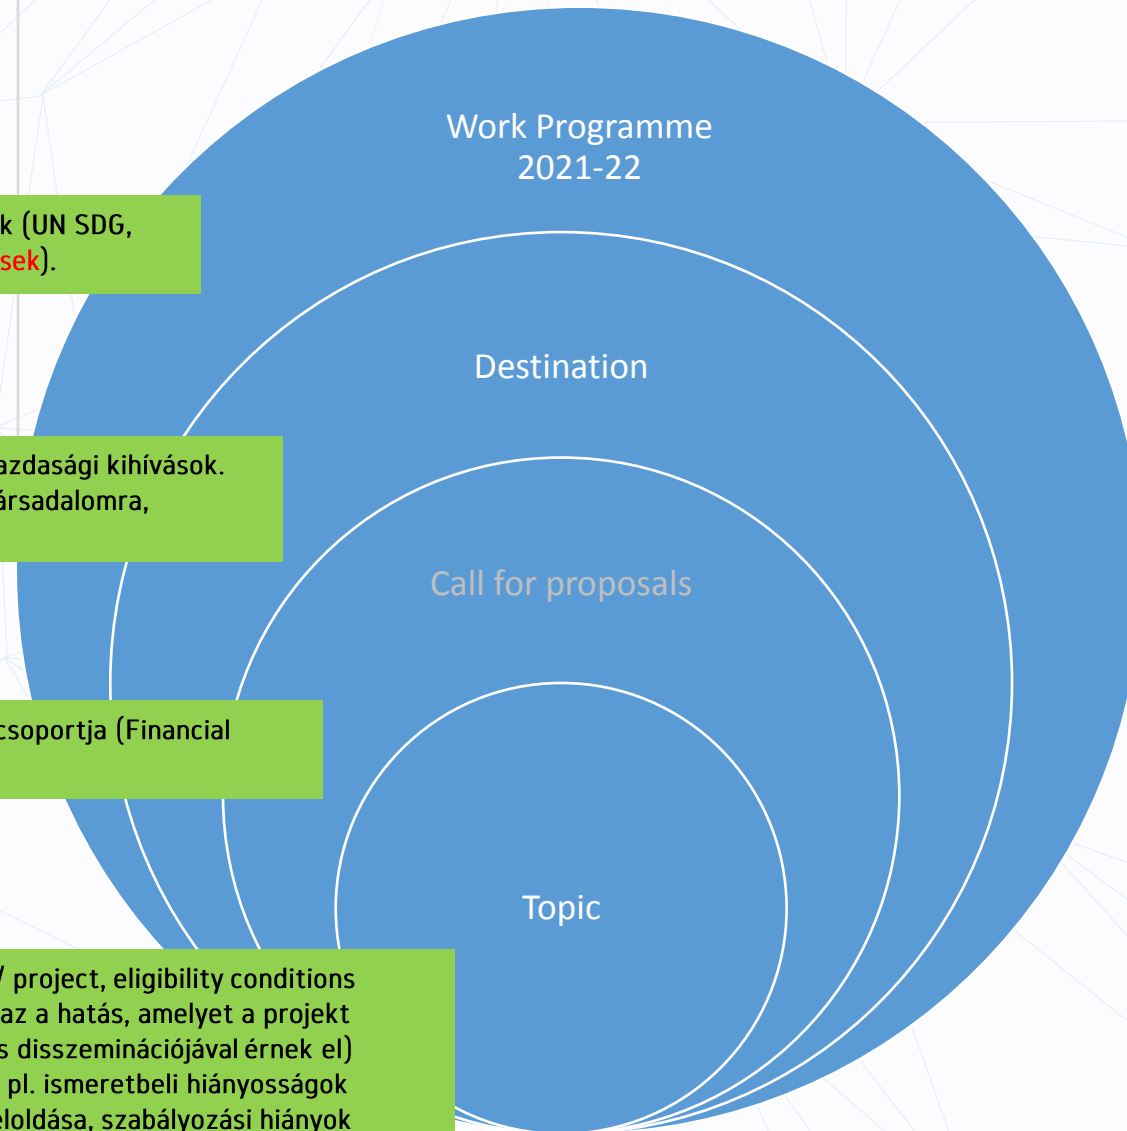 Work Programme
2021-22
k (UN SDG,
sek).
Destination
azdasági kihívások.
ársadalomra,
Call for proposals
csoportja (Financial
Topic
/ project, eligibility conditions
az a hatás, amelyet a projekt
s disszeminációjával érnek el)
pl. ismeretbeli hiányosságok
eloldása, szabályozási hiányok